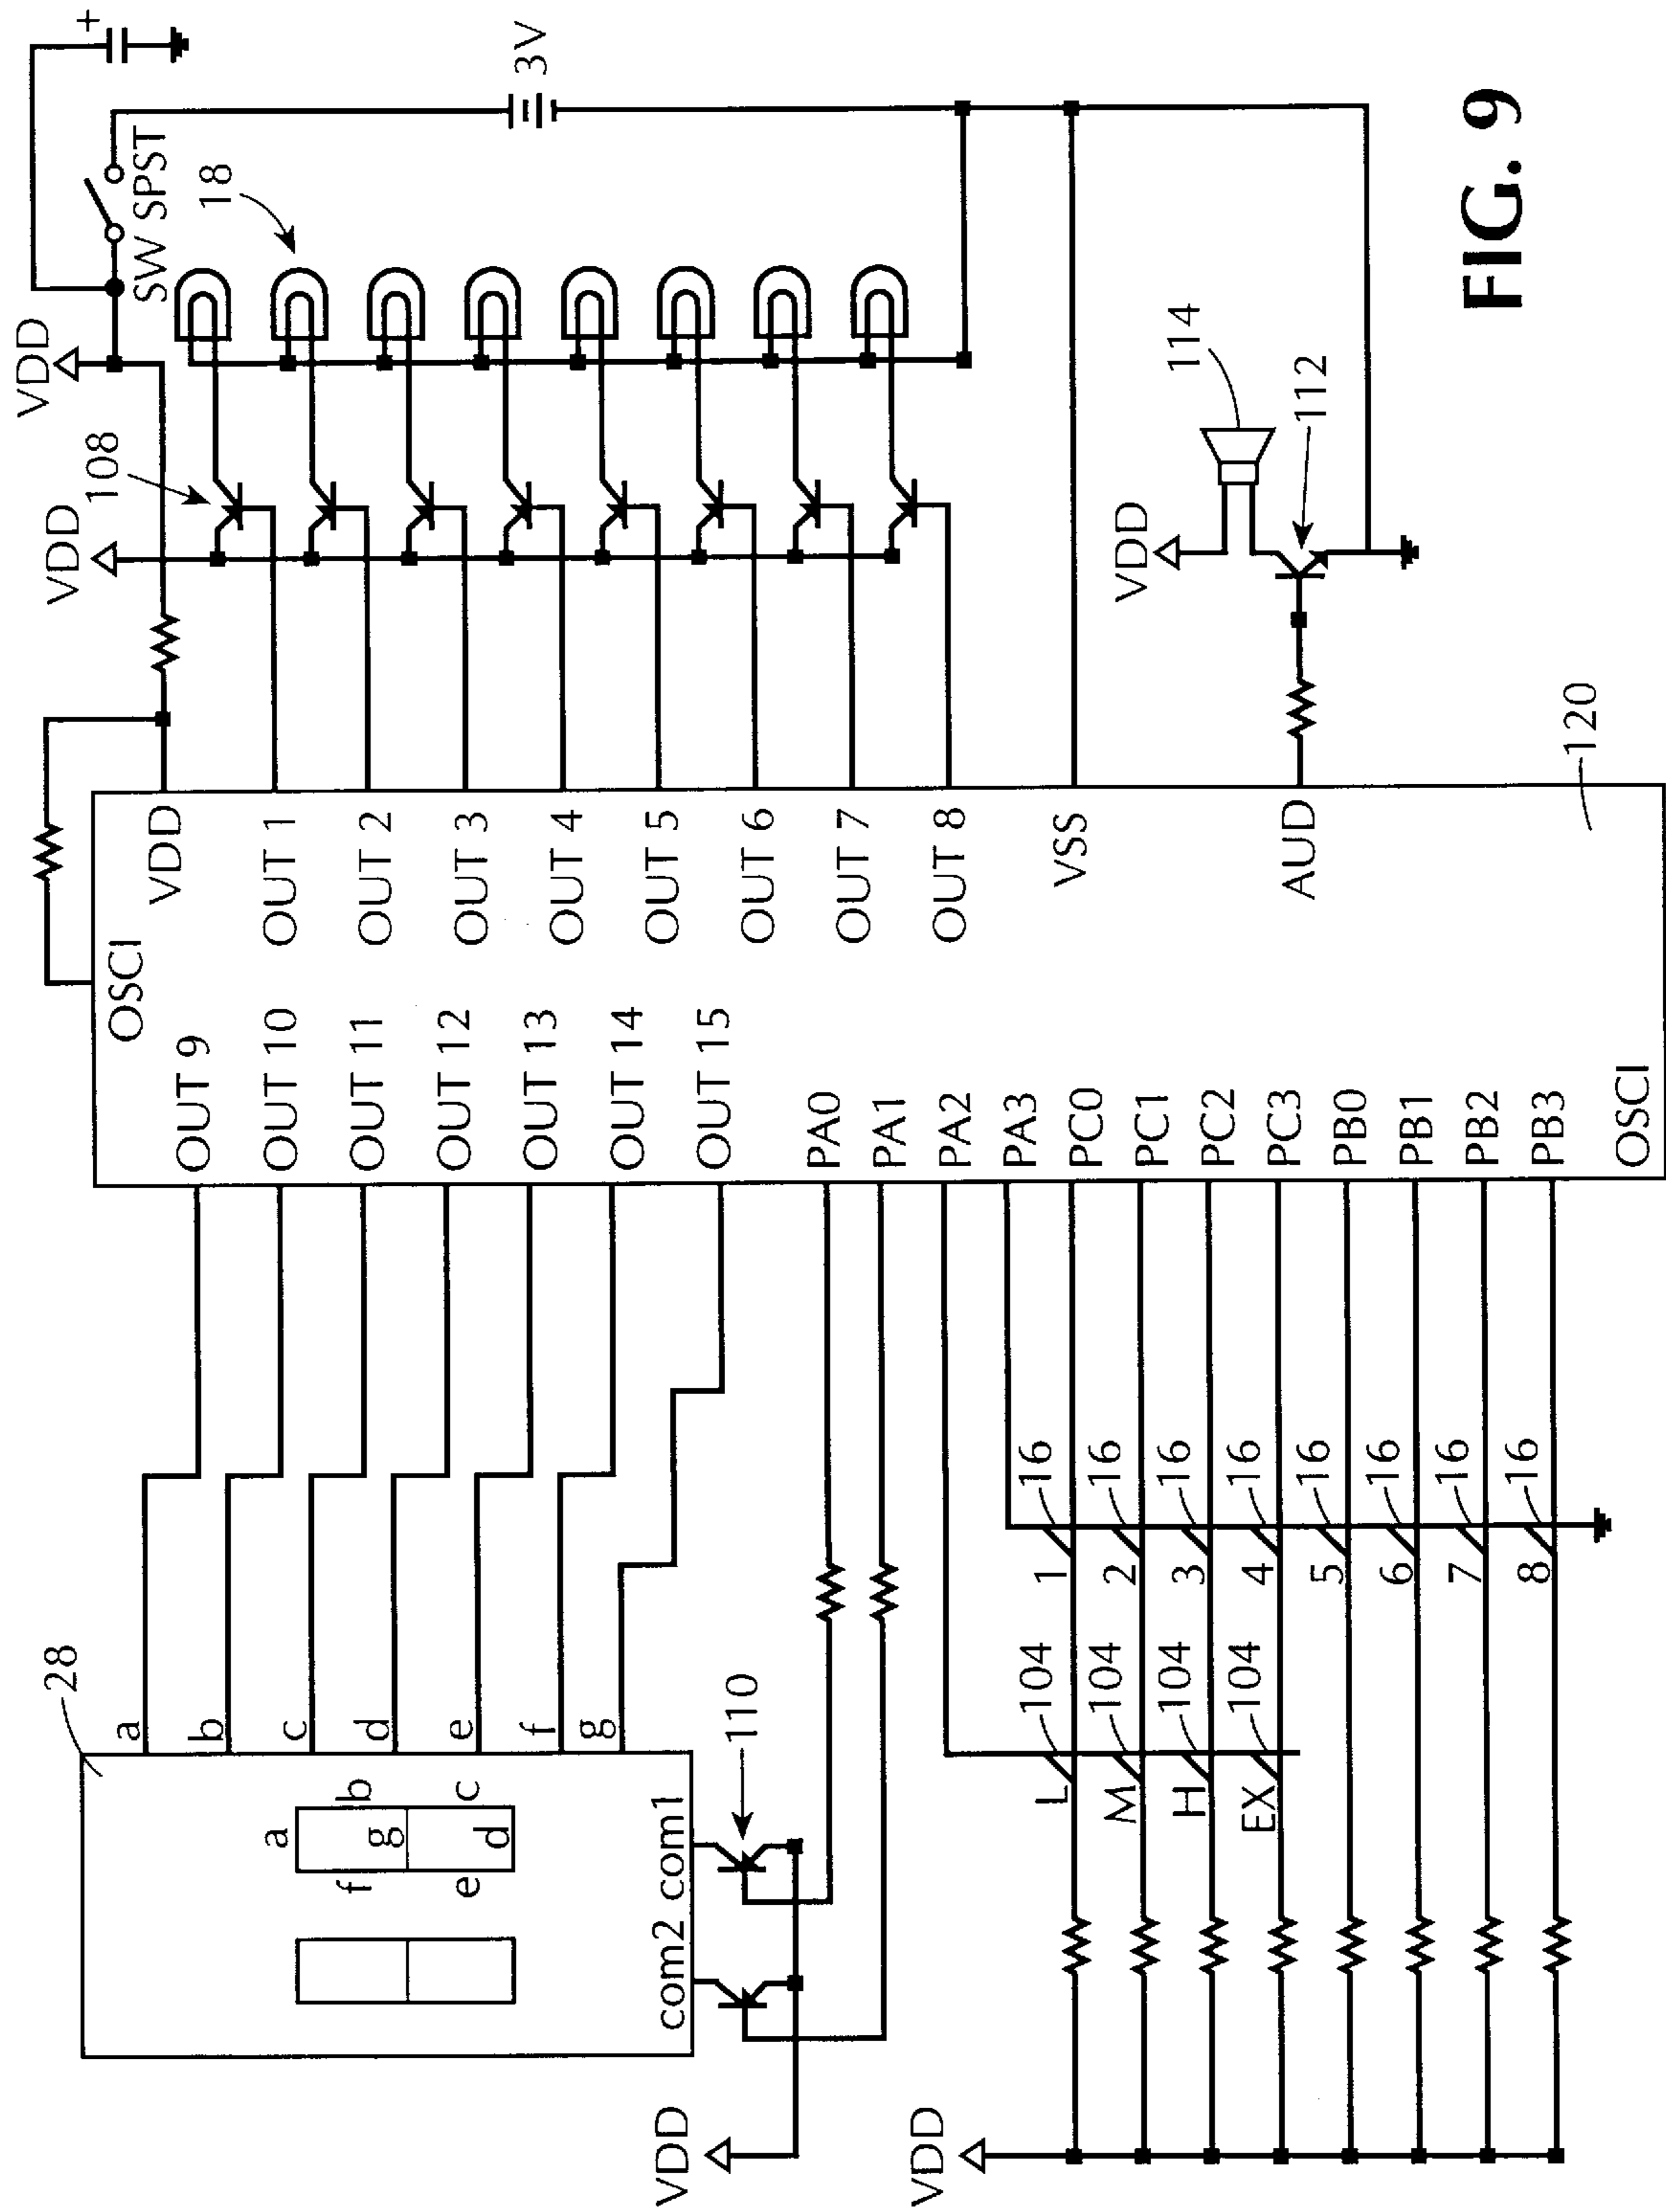 28
a
b
c
d
e
f
g
a
b
c
d
e
f
g
com2 com1
110
VDD
VDD
OSCI
OUT 9
OUT 10
OUT 11
OUT 12
OUT 13
OUT 14
OUT 15
PA0
PA1
PA2
PA3
PC0
PC1
PC2
PC3
PB0
PB1
PB2
PB3
OSCI
VDD
OUT 1
OUT 2
OUT 3
OUT 4
OUT 5
OUT 6
OUT 7
OUT 8
VSS
AUD
120
L 104
M 104
H 104
EX 104
1 16
2 16
3 16
4 16
5 16
6 16
7 16
8 16
VDD
108
VDD
SW SPST
+
18
3V
VDD
114
112
FIG. 9